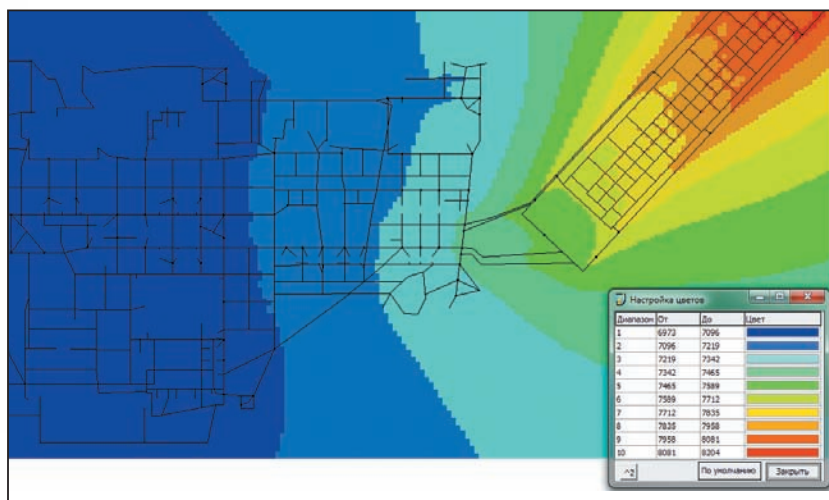 Настройка цветов
Диапазон От До Цвет
1 6973 7096
2 7096 7219
3 7219 7342
4 7342 7465
5 7465 7589
6 7589 7712
7 7712 7835
8 7835 7958
9 7958 8081
10 8081 8204
^2 По умолчанию Закрыть